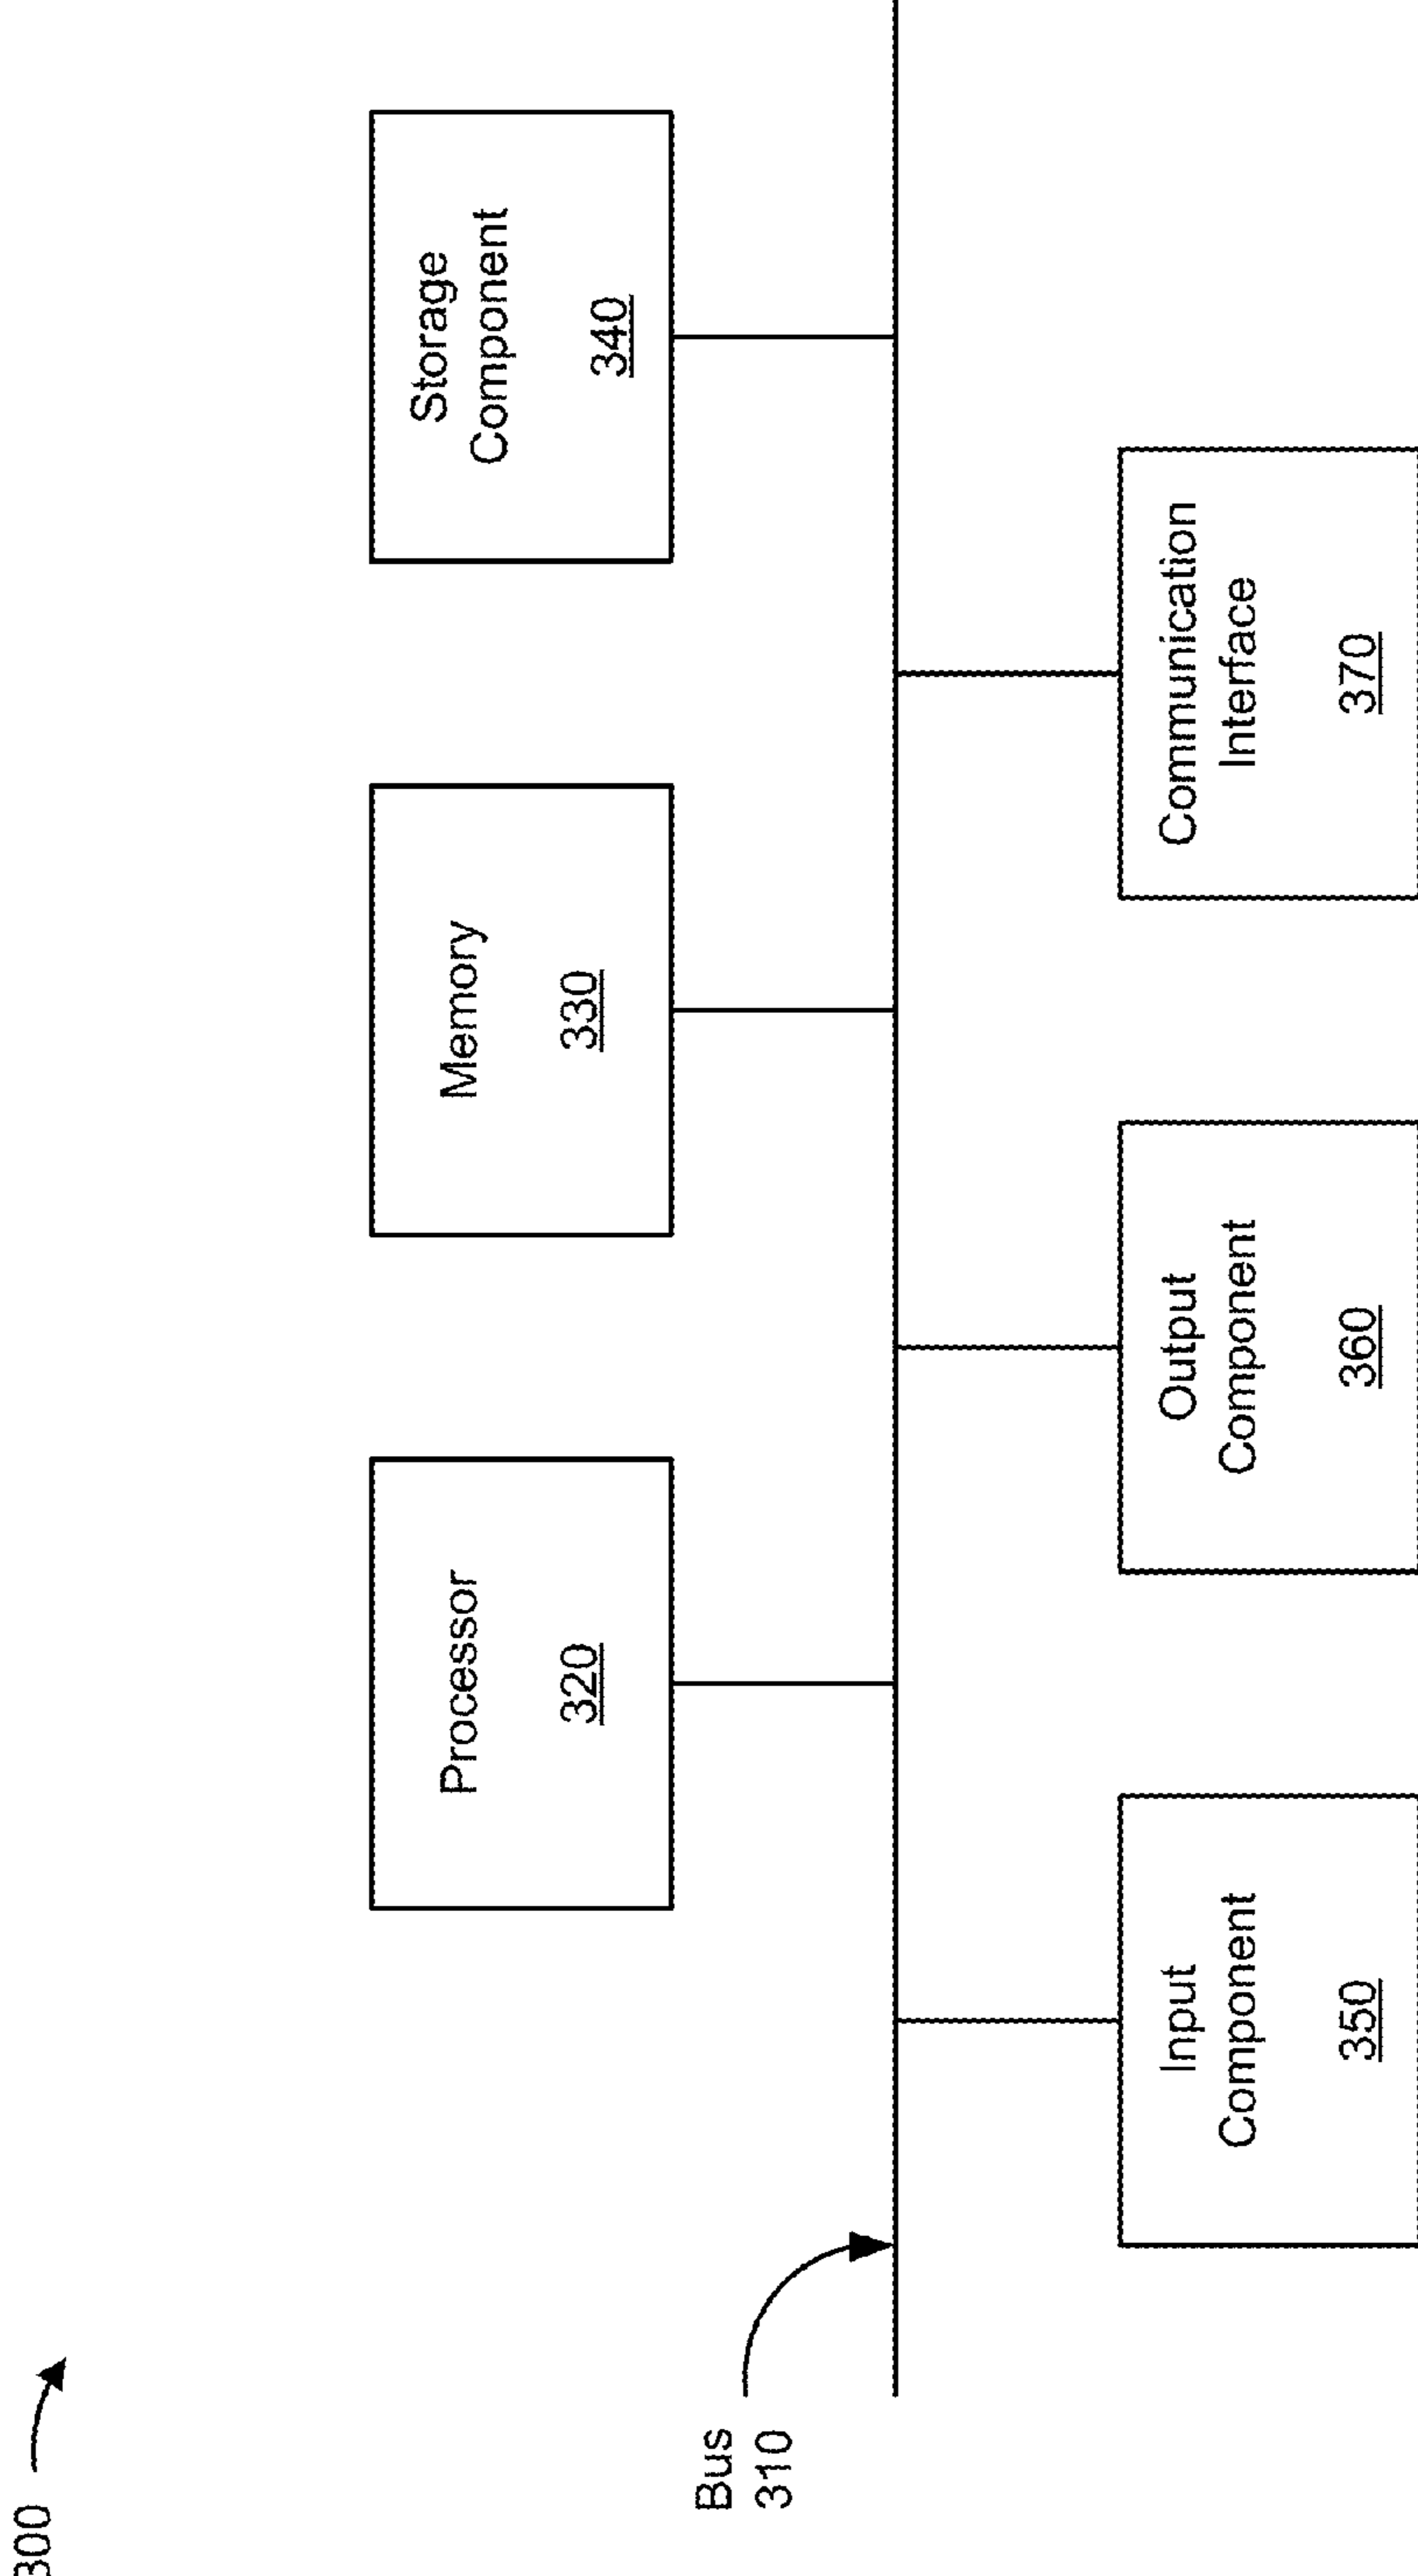 300
Processor
320
Memory
330
Storage
Component
340
Bus
310
Input
Component
350
Output
Component
360
Communication
Interface
370